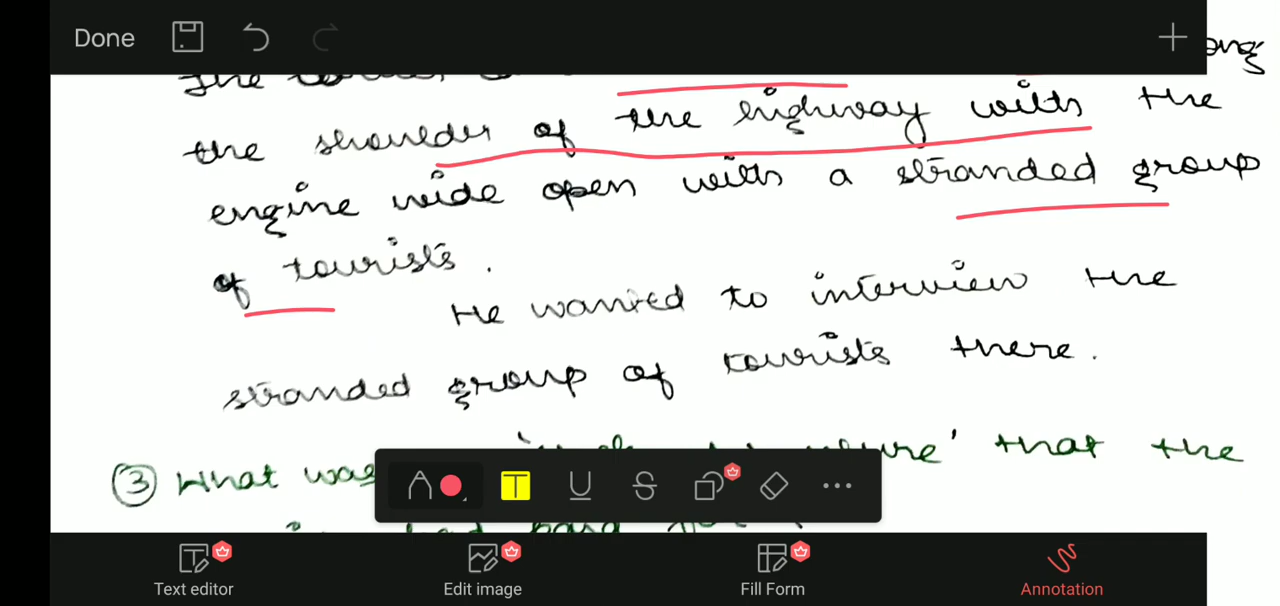 Done
ong
the shoulder of the highway with the
engine wide open with a stranded group
of tourists.
He wanted to interview the
stranded group of tourists there.
③ What was that the
Text editor
Edit image
Fill Form
Annotation